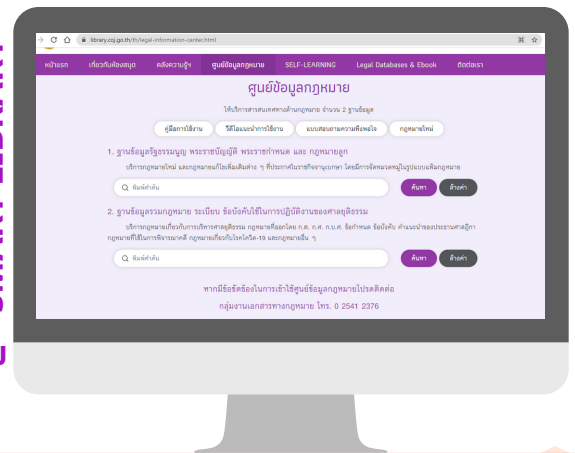 library.coj.go.th/th/legal-information-center.html
หน้าแรก เกี่ยวกับห้องสมุด คลังความรู้ฯ ศูนย์ข้อมูลกฎหมาย SELF-LEARNING Legal Databases & Ebook ติดต่อเรา
ศูนย์ข้อมูลกฎหมาย
ให้บริการสารสนเทศทางด้านกฎหมาย จำนวน 2 ฐานข้อมูล
คู่มือการใช้งาน วิดีโอแนะนำการใช้งาน แบบสอบถามความพึงพอใจ กฎหมายใหม่
1. ฐานข้อมูลรัฐธรรมนูญ พระราชบัญญัติ พระราชกำหนด และ กฎหมายลูก
บริการกฎหมายใหม่ และกฎหมายแก้ไขเพิ่มเติมต่าง ๆ ที่ประกาศในราชกิจจานุเบกษา โดยมีการจัดหมวดหมู่ในรูปแบบแฟ้มกฎหมาย
พิมพ์คำค้น ค้นหา ล้างค่า
2. ฐานข้อมูลรวมกฎหมาย ระเบียบ ข้อบังคับใช้ในการปฏิบัติงานของศาลยุติธรรม
บริการกฎหมายเกี่ยวกับการบริหารศาลยุติธรรม กฎหมายที่ออกโดย ก.ต. ก.ศ. ก.บ.ศ. ข้อกำหนด ข้อบังคับ คำแนะนำของประธานศาลฎีกา
กฎหมายที่ใช้ในการพิจารณาคดี กฎหมายเกี่ยวกับโรคโควิด-19 และกฎหมายอื่น ๆ
พิมพ์คำค้น ค้นหา ล้างค่า
หากมีข้อขัดข้องในการเข้าใช้ศูนย์ข้อมูลกฎหมายโปรดติดต่อ
กลุ่มงานเอกสารทางกฎหมาย โทร. 0 2541 2376